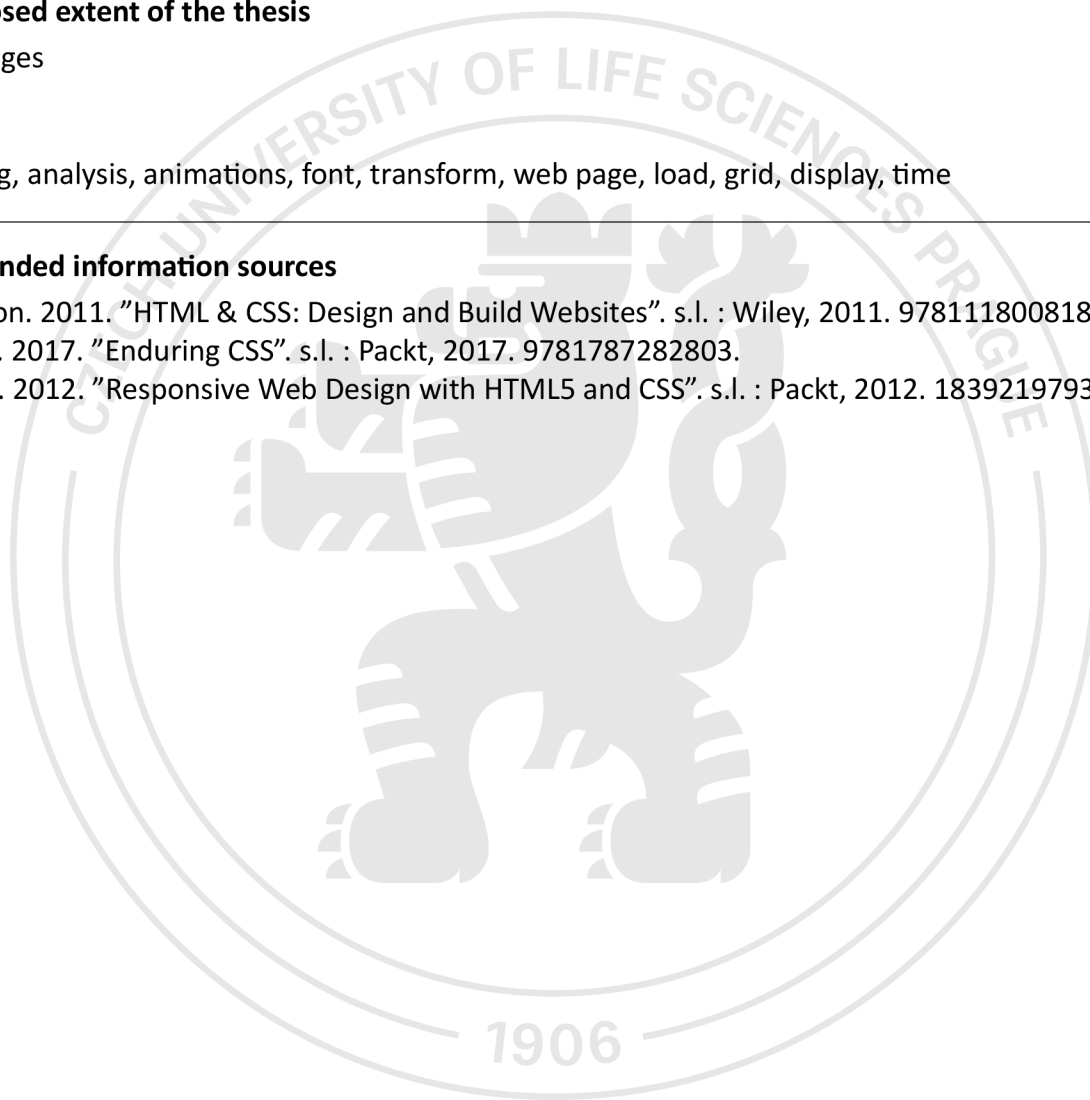 osed extent of the thesis
ges
g, analysis, animations, font, transform, web page, load, grid, display, time
nded information sources
on. 2011. ”HTML & CSS: Design and Build Websites”. s.l. : Wiley, 2011. 978111800818
. 2017. ”Enduring CSS”. s.l. : Packt, 2017. 9781787282803.
. 2012. ”Responsive Web Design with HTML5 and CSS”. s.l. : Packt, 2012. 1839219793
CZECH UNIVERSITY OF LIFE SCIENCES PRAGUE
1906